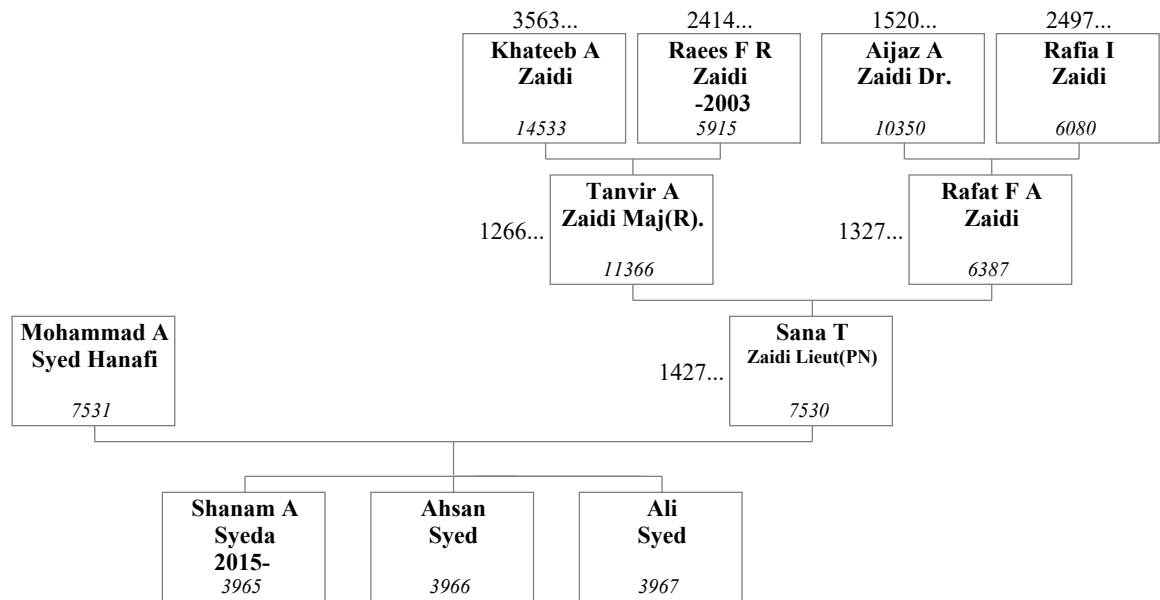 3563...
2414...
1520...
2497...
Khateeb A
Zaidi
14533
Raees F R
Zaidi
-2003
5915
Aijaz A
Zaidi Dr.
10350
Rafia I
Zaidi
6080
1266...
Tanvir A
Zaidi Maj(R).
11366
1327...
Rafat F A
Zaidi
6387
Mohammad A
Syed Hanafi
7531
1427...
Sana T
Zaidi Lieut(PN)
7530
Shanam A
Syeda
2015-
3965
Ahsan
Syed
3966
Ali
Syed
3967